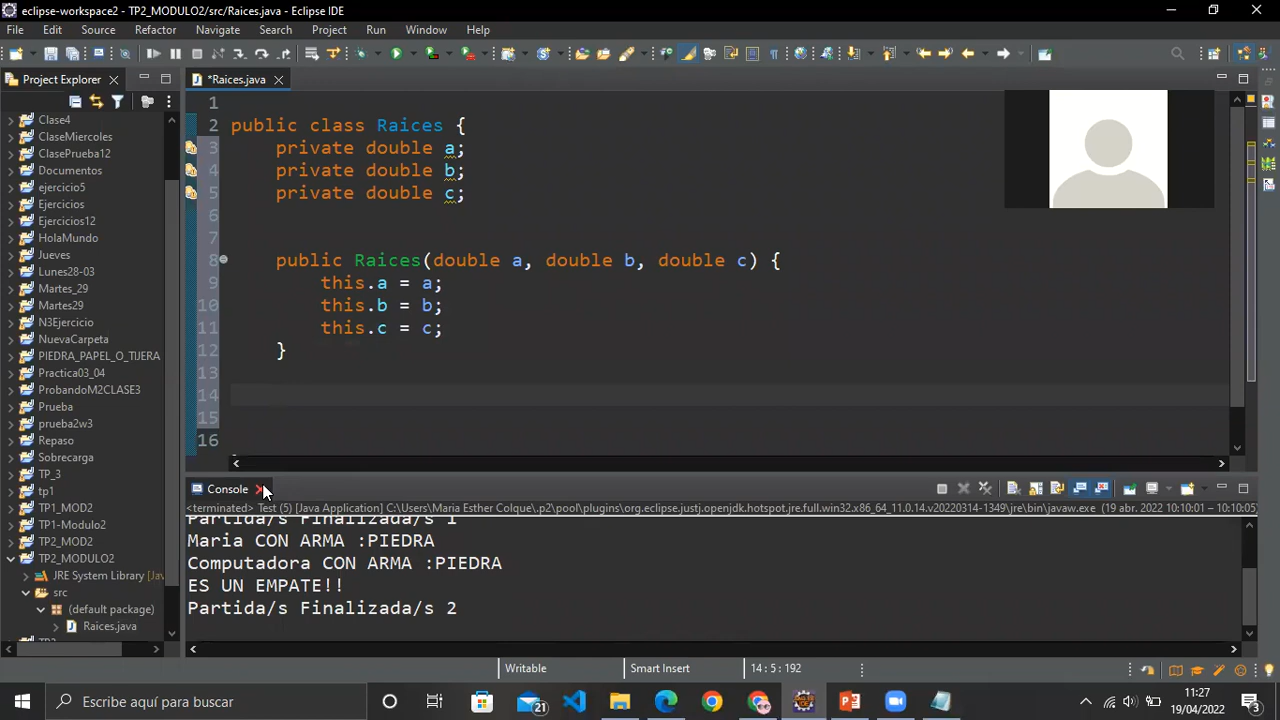 eclipse-workspace2 - TP2_MODULO2/src/Raices.java - Eclipse IDE
File Edit Source Refactor Navigate Search Project Run Window Help
Project Explorer
*Raices.java
Clase4
ClaseMiercoles
ClasePrueba12
Documentos
ejercicio5
Ejercicios
Ejercicios12
HolaMundo
Jueves
Lunes28-03
Martes_29
Martes29
N3Ejercicio
NuevaCarpeta
PIEDRA_PAPEL_O_TIJERA
Practica03_04
ProbandoM2CLASE3
Prueba
prueba2w3
Repaso
Sobrecarga
TP_3
tp1
TP1_MOD2
TP1-Modulo2
TP2_MOD2
TP2_MODULO2
JRE System Library [Jav
src
(default package)
Raices.java
1
2 public class Raices {
3 private double a;
4 private double b;
5 private double c;
6
7
8 public Raices(double a, double b, double c) {
9 this.a = a;
10 this.b = b;
11 this.c = c;
12 }
13
14
15
16
Console
<terminated> Test (5) [Java Application] C:\Users\Maria Esther Colque\.p2\pool\plugins\org.eclipse.justj.openjdk.hotspot.jre.full.win32.x86_64_11.0.14.v20220314-1349\jre\bin\javaw.exe (19 abr. 2022 10:10:01 – 10:10:05)
Partida/s Finalizada/s 1
Maria CON ARMA :PIEDRA
Computadora CON ARMA :PIEDRA
ES UN EMPATE!!
Partida/s Finalizada/s 2
Writable Smart Insert 14 : 5 : 192
Escribe aquí para buscar
21
11:27
19/04/2022
3